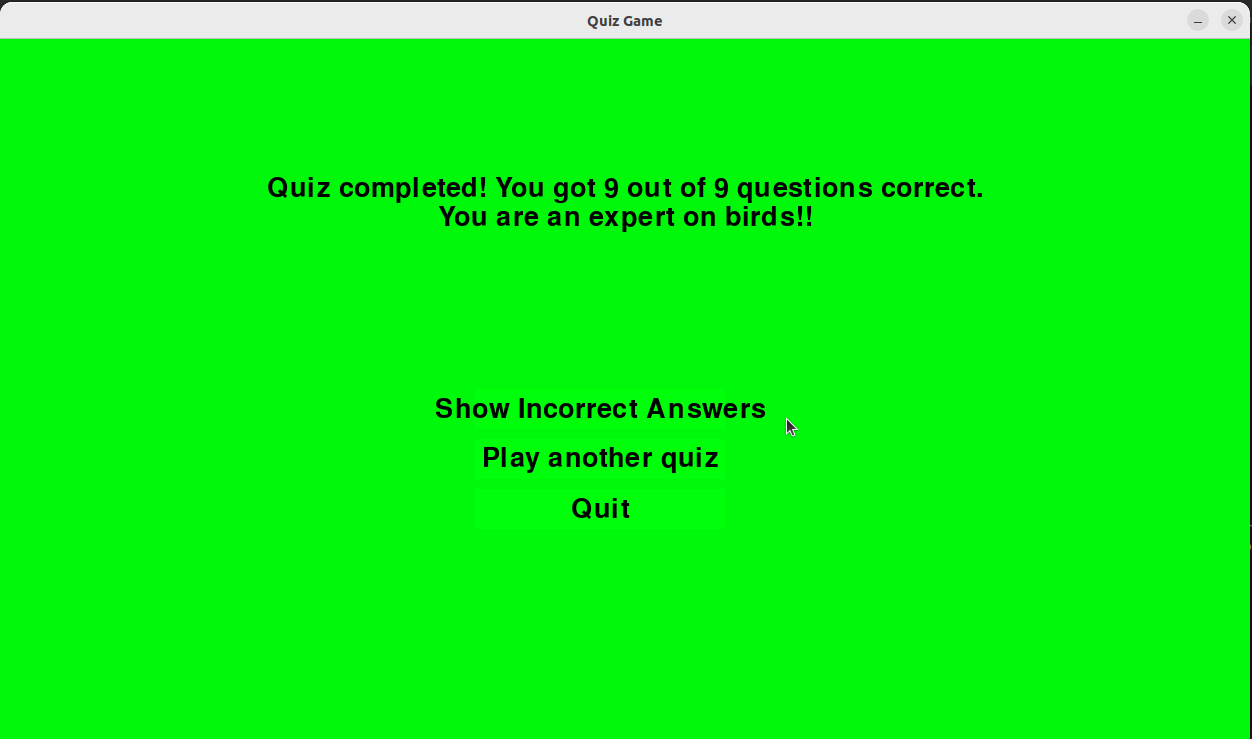 Quiz Game
Quiz completed! You got 9 out of 9 questions correct.
You are an expert on birds!!
Show Incorrect Answers
Play another quiz
Quit